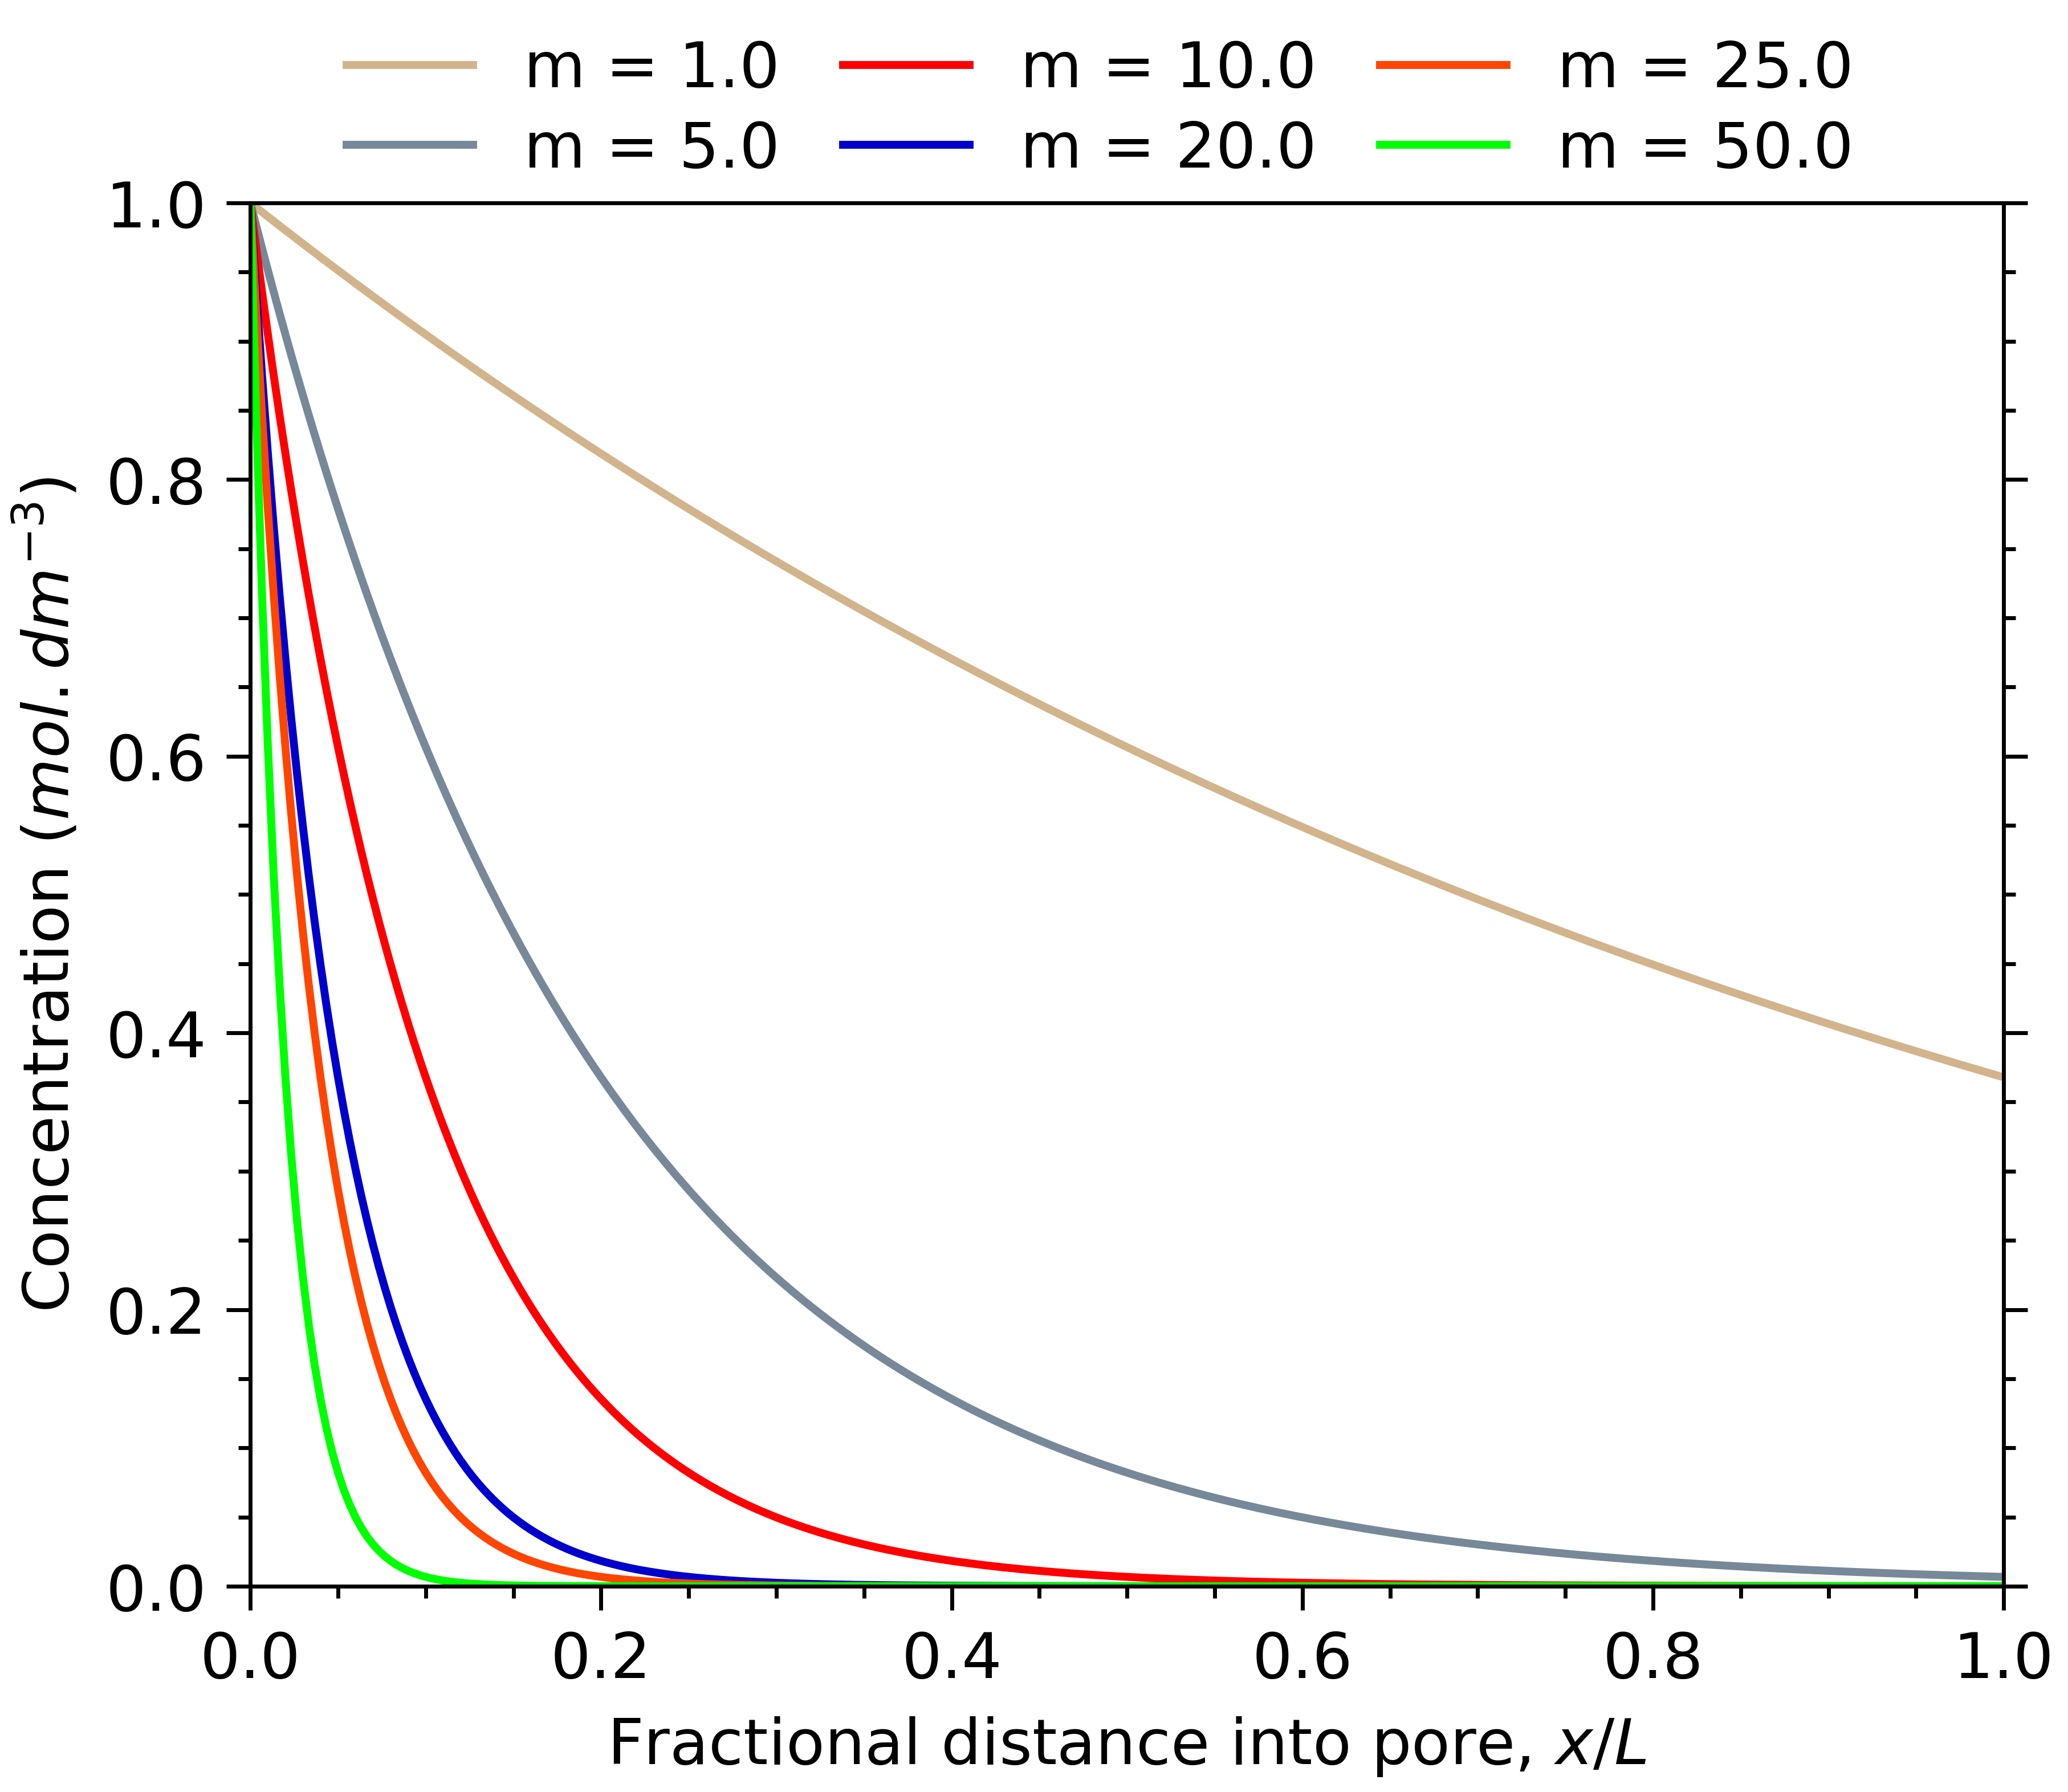 m = 1.0 m = 10.0 m = 25.0
m = 5.0 m = 20.0 m = 50.0
1.0
0.8
0.6
0.4
0.2
0.0
Concentration (mol.dm⁻³)
0.0 0.2 0.4 0.6 0.8 1.0
Fractional distance into pore, x/L